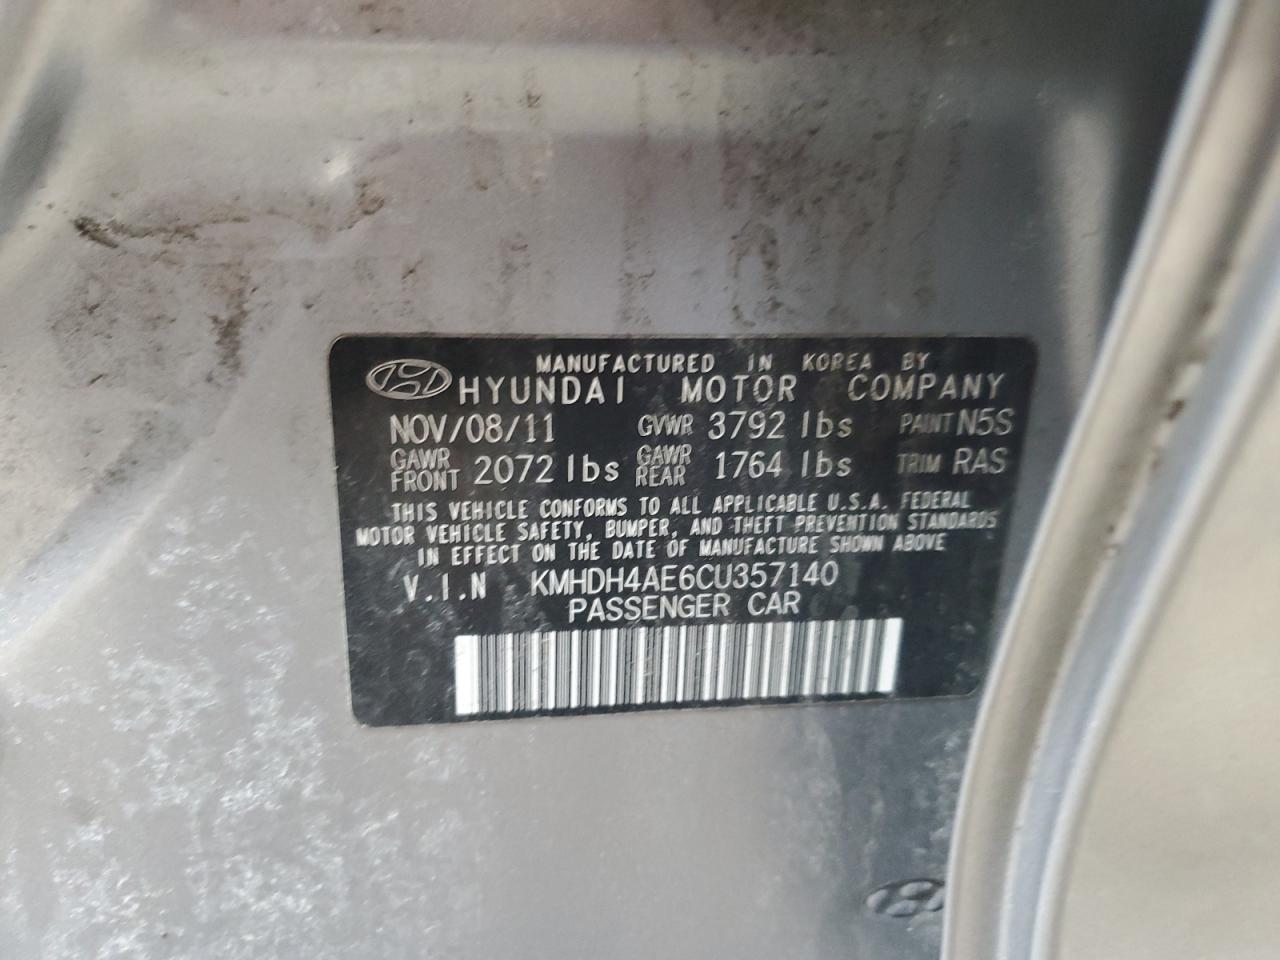 MANUFACTURED IN KOREA BY
HYUNDAI MOTOR COMPANY
NOV/08/11 GVWR 3792 lbs PAINT N5S
GAWR FRONT 2072 lbs GAWR REAR 1764 lbs TRIM RAS
THIS VEHICLE CONFORMS TO ALL APPLICABLE U.S.A. FEDERAL
MOTOR VEHICLE SAFETY, BUMPER, AND THEFT PREVENTION STANDARDS
IN EFFECT ON THE DATE OF MANUFACTURE SHOWN ABOVE
V.I.N KMHDH4AE6CU357140
PASSENGER CAR